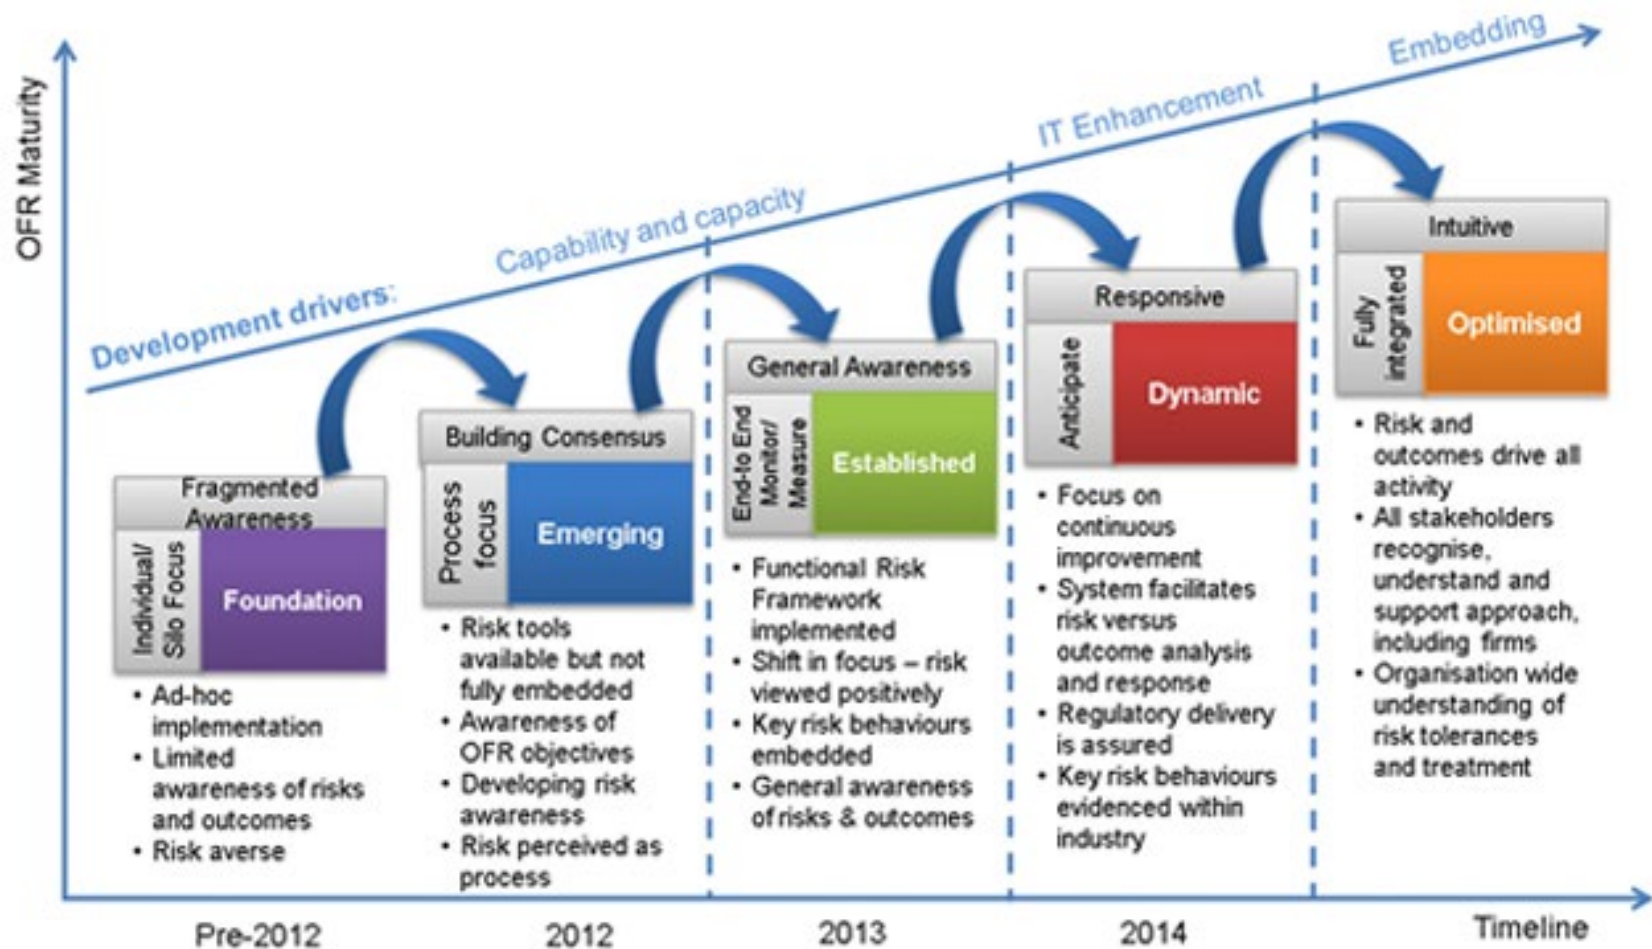 OFR Maturity
Development drivers:
Capability and capacity
IT Enhancement
Embedding
Fragmented
Awareness
Individual/
Silo Focus
Foundation
• Ad-hoc
implementation
• Limited
awareness of risks
and outcomes
• Risk averse
Building Consensus
Process
focus
Emerging
• Risk tools
available but not
fully embedded
• Awareness of
OFR objectives
• Developing risk
awareness
• Risk perceived as
process
General Awareness
End-to End
Monitor/
Measure
Established
• Functional Risk
Framework
implemented
• Shift in focus – risk
viewed positively
• Key risk behaviours
embedded
• General awareness
of risks & outcomes
Responsive
Anticipate
Dynamic
• Focus on
continuous
improvement
• System facilitates
risk versus
outcome analysis
and response
• Regulatory delivery
is assured
• Key risk behaviours
evidenced within
industry
Intuitive
Fully
integrated
Optimised
• Risk and
outcomes drive all
activity
• All stakeholders
recognise,
understand and
support approach,
including firms
• Organisation wide
understanding of
risk tolerances
and treatment
Pre-2012
2012
2013
2014
Timeline